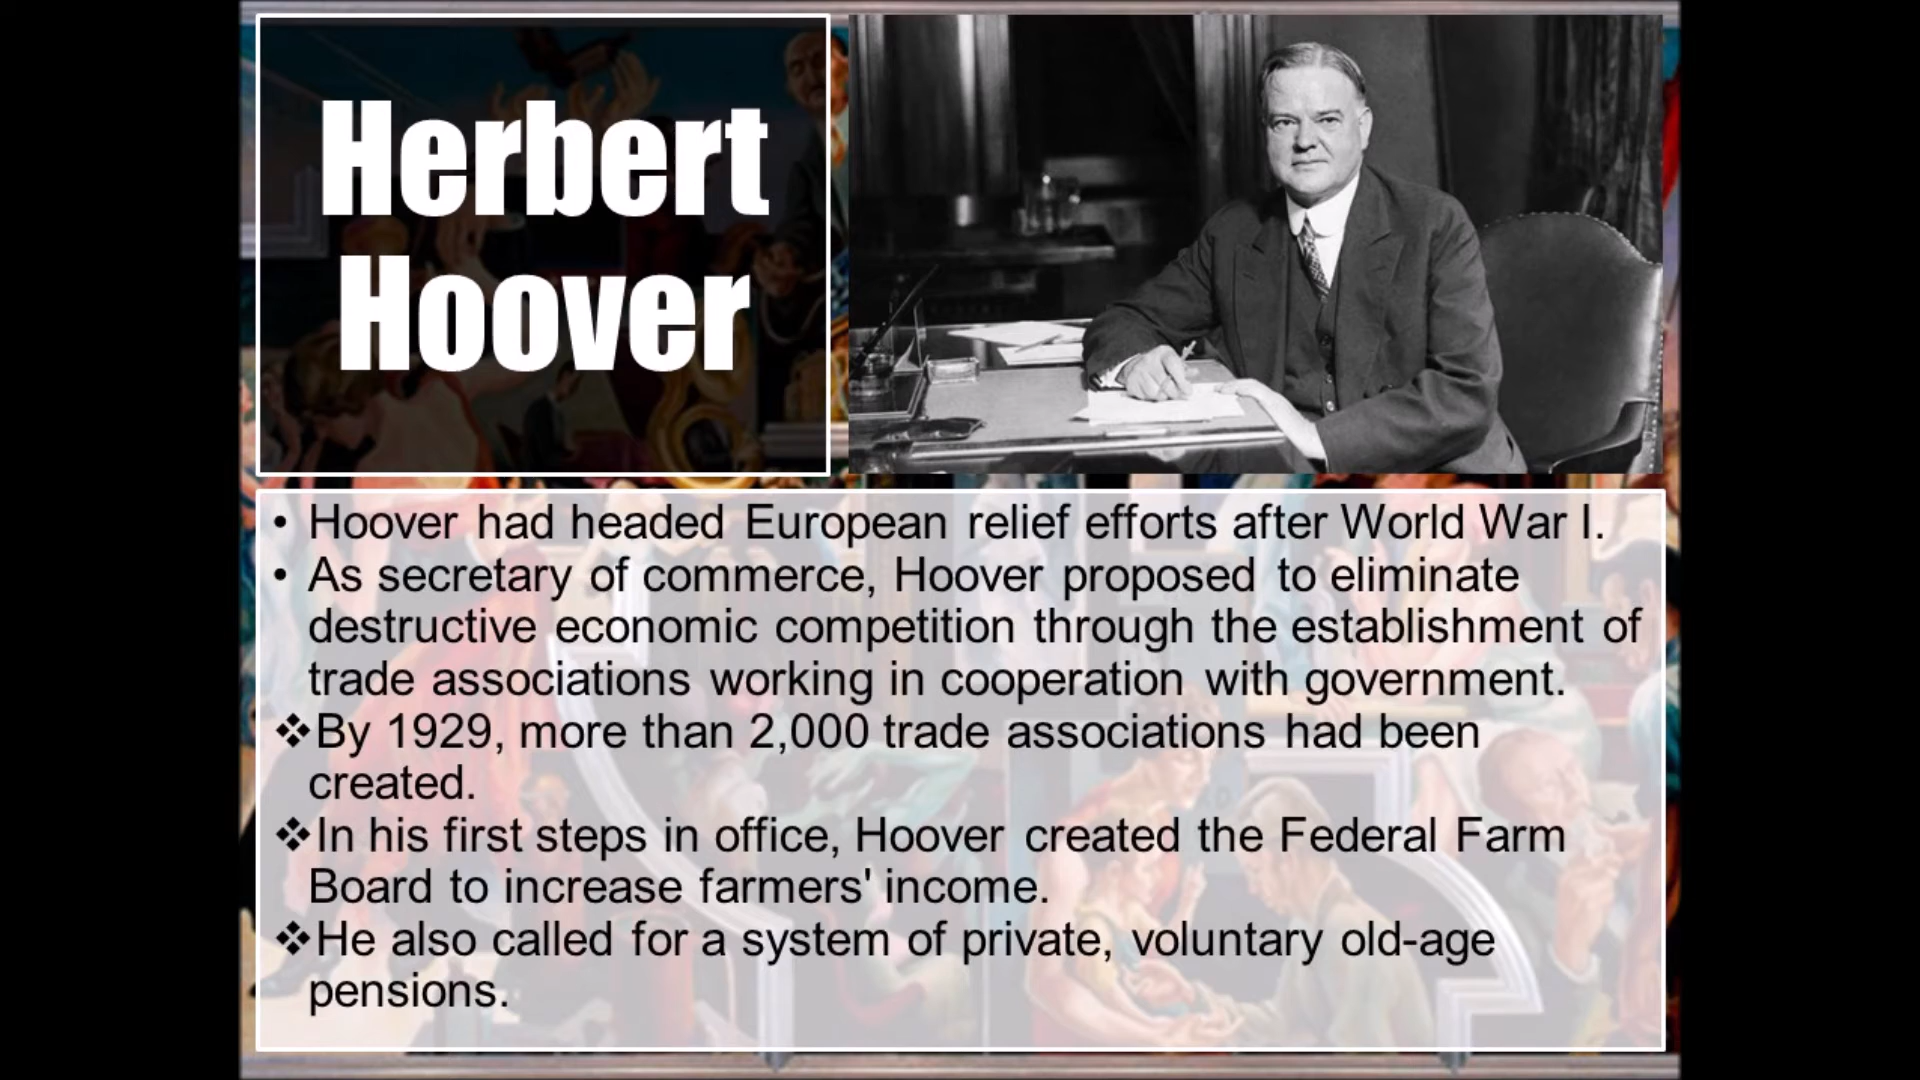 Herbert
Hoover
• Hoover had headed European relief efforts after World War I.
• As secretary of commerce, Hoover proposed to eliminate
destructive economic competition through the establishment of
trade associations working in cooperation with government.
❖By 1929, more than 2,000 trade associations had been
created.
❖In his first steps in office, Hoover created the Federal Farm
Board to increase farmers' income.
❖He also called for a system of private, voluntary old-age
pensions.